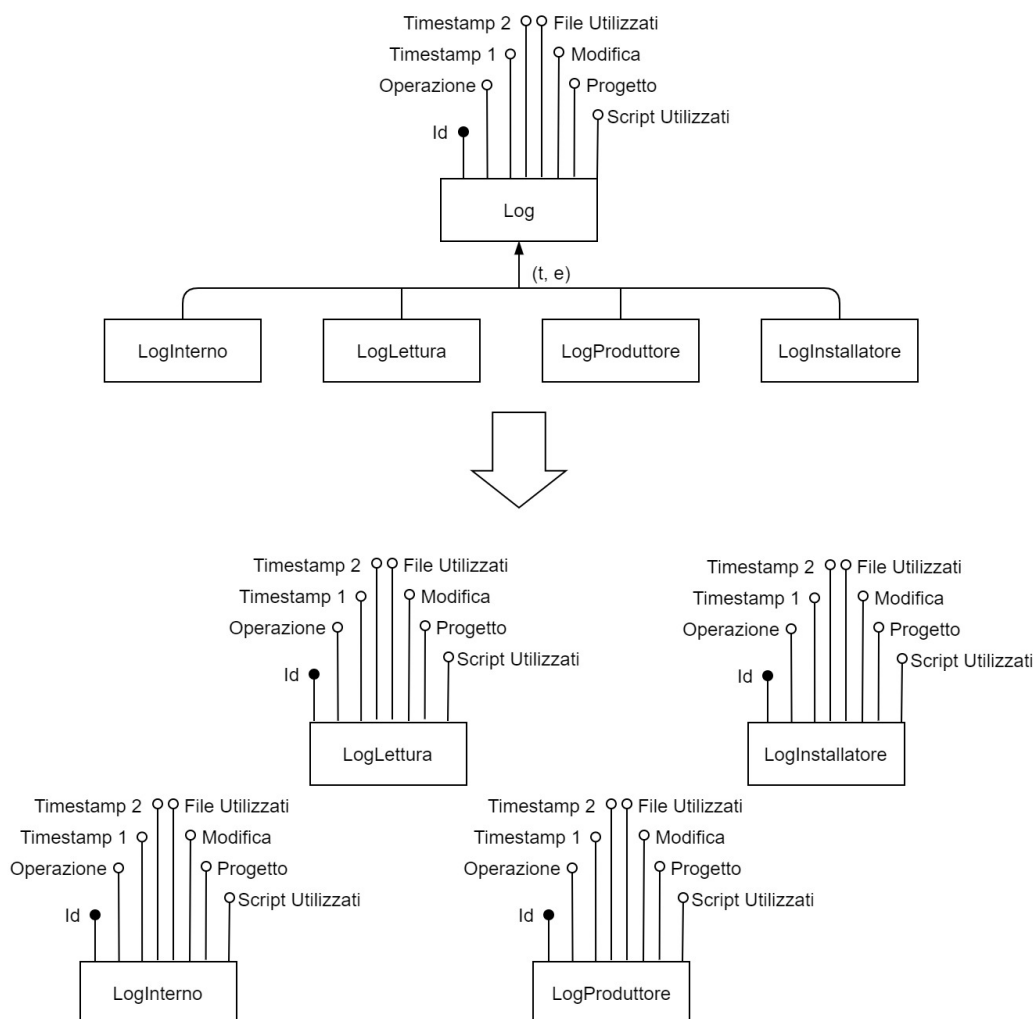 Timestamp 2 File Utilizzati
Timestamp 1 Modifica
Operazione Progetto
Script Utilizzati
Id
Log
(t, e)
LogInterno LogLettura LogProduttore LogInstallatore
Timestamp 2 File Utilizzati
Timestamp 1 Modifica
Operazione Progetto
Script Utilizzati
Id
LogLettura
Timestamp 2 File Utilizzati
Timestamp 1 Modifica
Operazione Progetto
Script Utilizzati
Id
LogInstallatore
Timestamp 2 File Utilizzati
Timestamp 1 Modifica
Operazione Progetto
Script Utilizzati
Id
LogInterno
Timestamp 2 File Utilizzati
Timestamp 1 Modifica
Operazione Progetto
Script Utilizzati
Id
LogProduttore